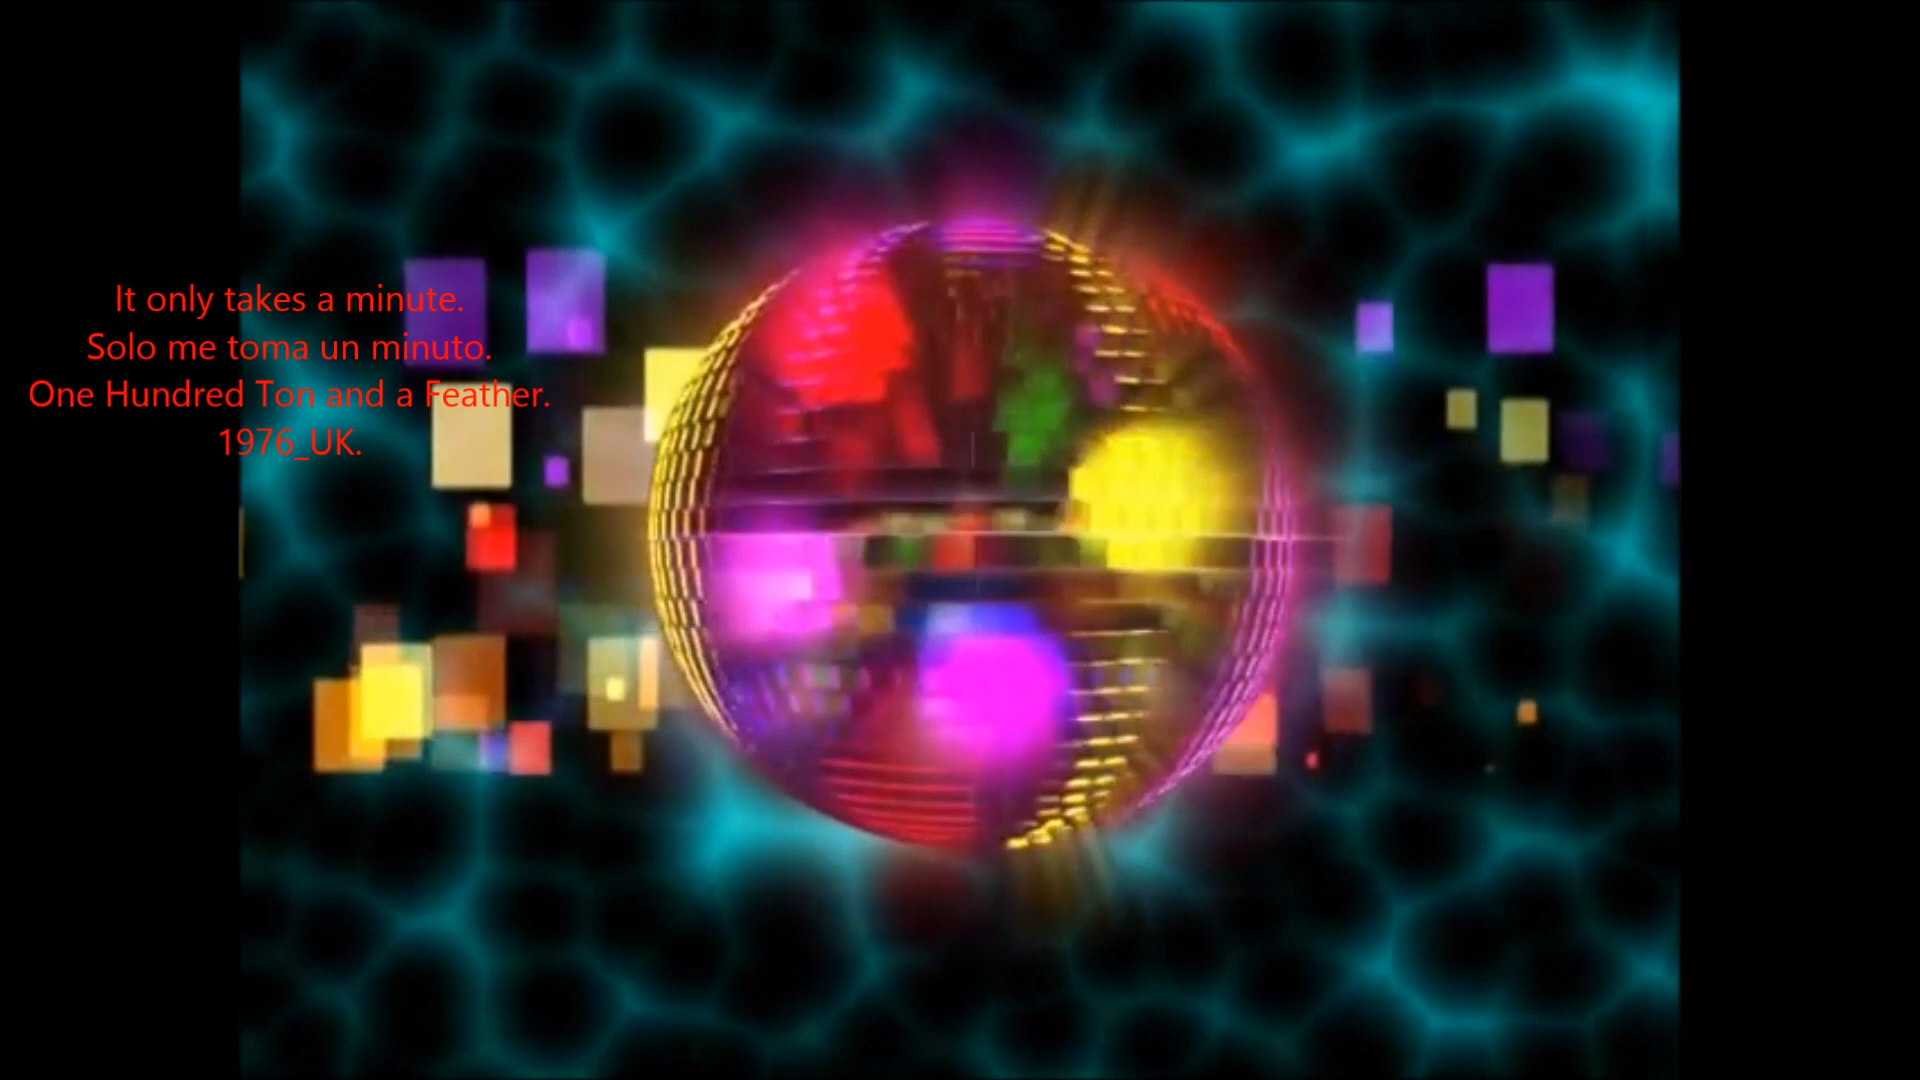 It only takes a minute.
Solo me toma un minuto.
One Hundred Ton and a Feather.
1976_UK.